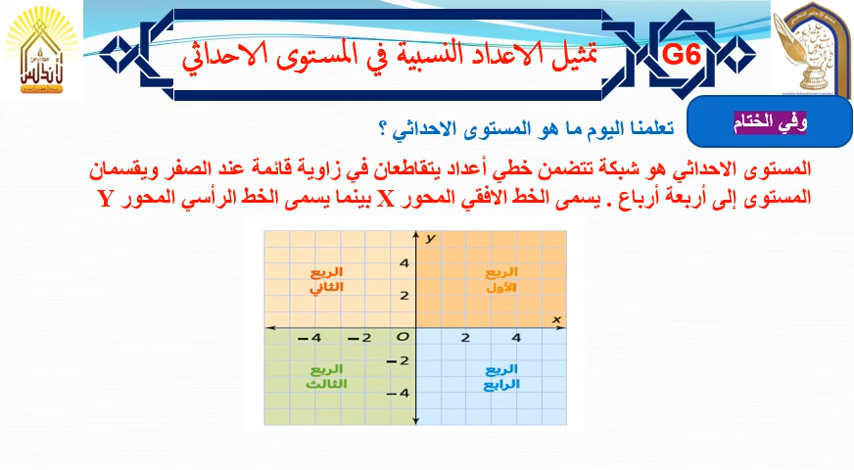 تمثيل الاعداد النسبية في المستوى الاحداثي
G6
وفي الختام
تعلمنا اليوم ما هو المستوى الاحداثي ؟
المستوى الاحداثي هو شبكة تتضمن خطي أعداد يتقاطعان في زاوية قائمة عند الصفر ويقسمان
المستوى إلى أربعة أرباع . يسمى الخط الافقي المحور X بينما يسمى الخط الرأسي المحور Y
y
4
2
الربع
الثاني
الربع
الأول
x
−4 −2 O 2 4
−2
−4
الربع
الثالث
الربع
الرابع